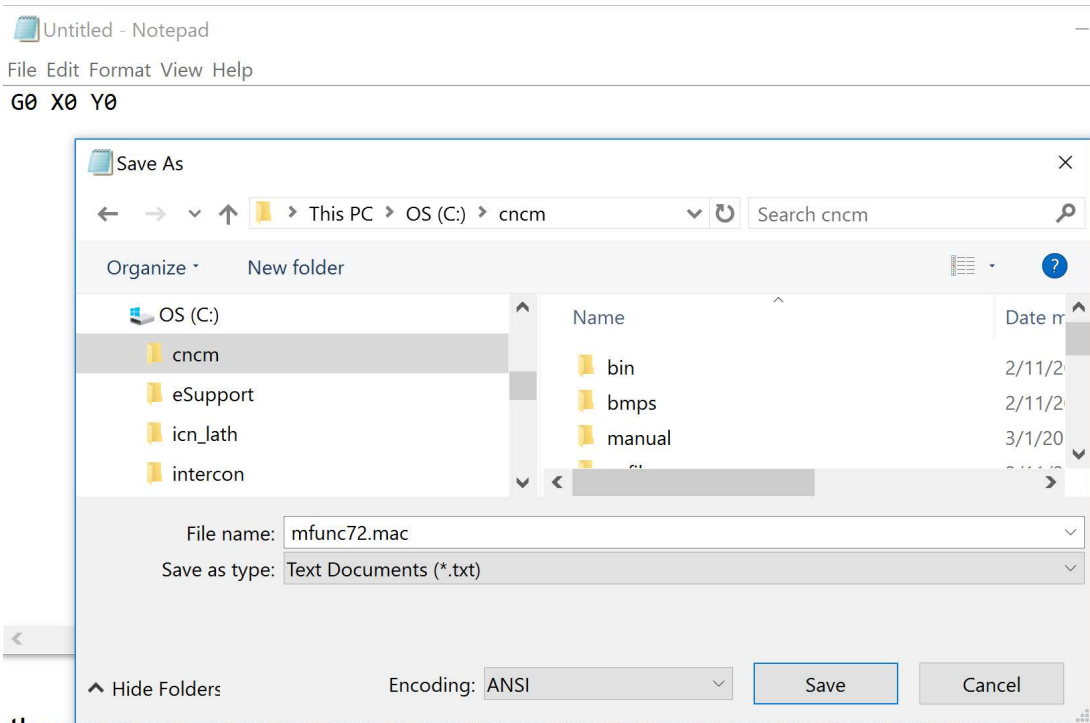 Untitled - Notepad
File Edit Format View Help
G0 X0 Y0
Save As
This PC > OS (C:) > cncm
Search cncm
Organize
New folder
?
OS (C:)
Name
Date m
cncm
bin
2/11/2
eSupport
bmps
2/11/2
icn_lath
manual
3/1/20
intercon
File name: mfunc72.mac
Save as type: Text Documents (*.txt)
Hide Folders
Encoding: ANSI
Save
Cancel